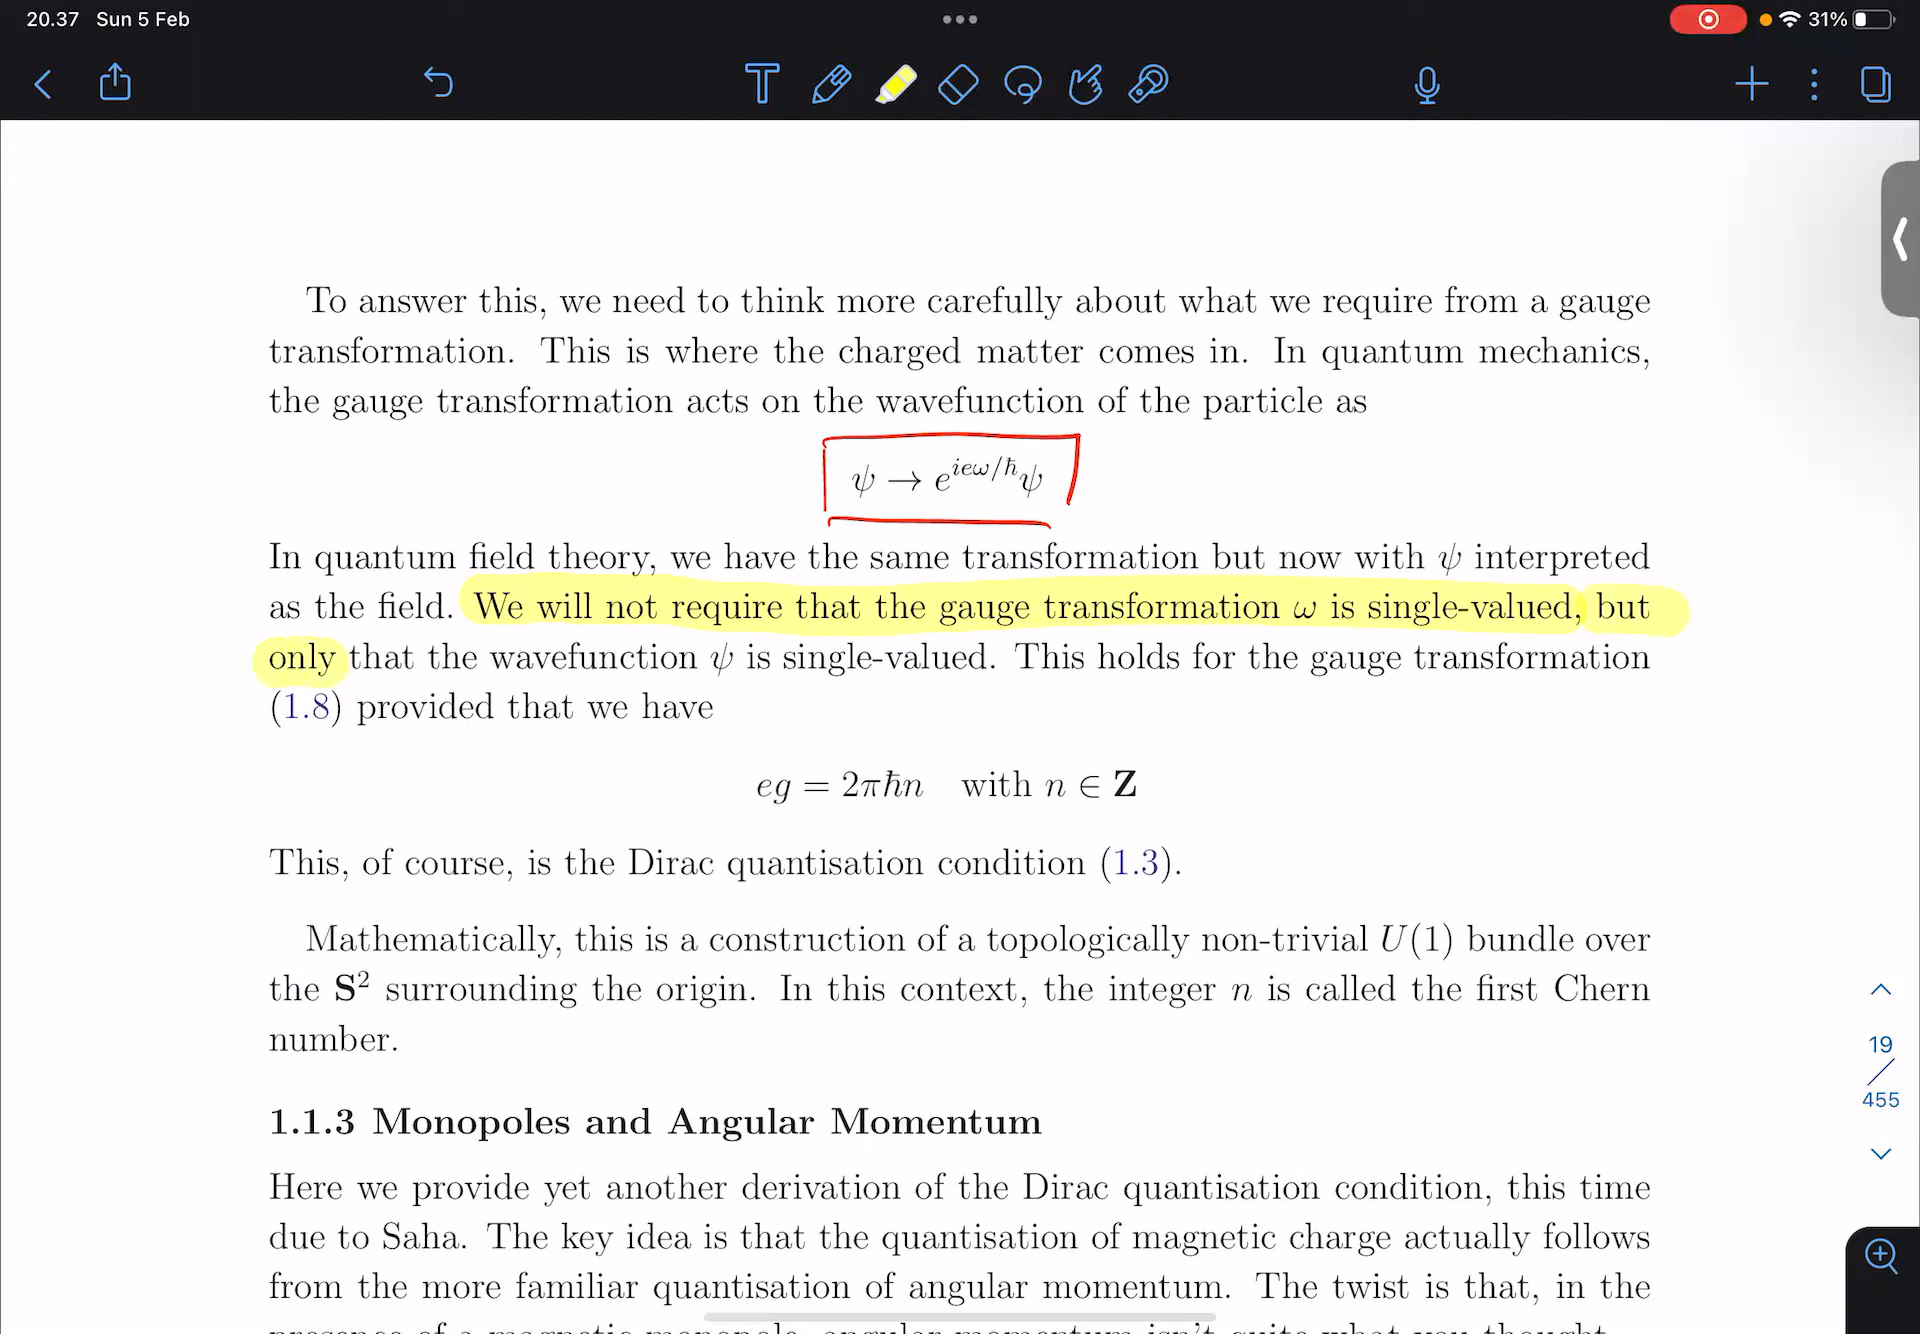 20.37 Sun 5 Feb
31%
To answer this, we need to think more carefully about what we require from a gauge
transformation. This is where the charged matter comes in. In quantum mechanics,
the gauge transformation acts on the wavefunction of the particle as
ψ → e^{ieω/ħ}ψ
In quantum field theory, we have the same transformation but now with ψ interpreted
as the field. We will not require that the gauge transformation ω is single-valued, but
only that the wavefunction ψ is single-valued. This holds for the gauge transformation
(1.8) provided that we have
eg = 2πħn with n ∈ Z
This, of course, is the Dirac quantisation condition (1.3).
Mathematically, this is a construction of a topologically non-trivial U(1) bundle over
the S² surrounding the origin. In this context, the integer n is called the first Chern
number.
19
/
455
1.1.3 Monopoles and Angular Momentum
Here we provide yet another derivation of the Dirac quantisation condition, this time
due to Saha. The key idea is that the quantisation of magnetic charge actually follows
from the more familiar quantisation of angular momentum. The twist is that, in the